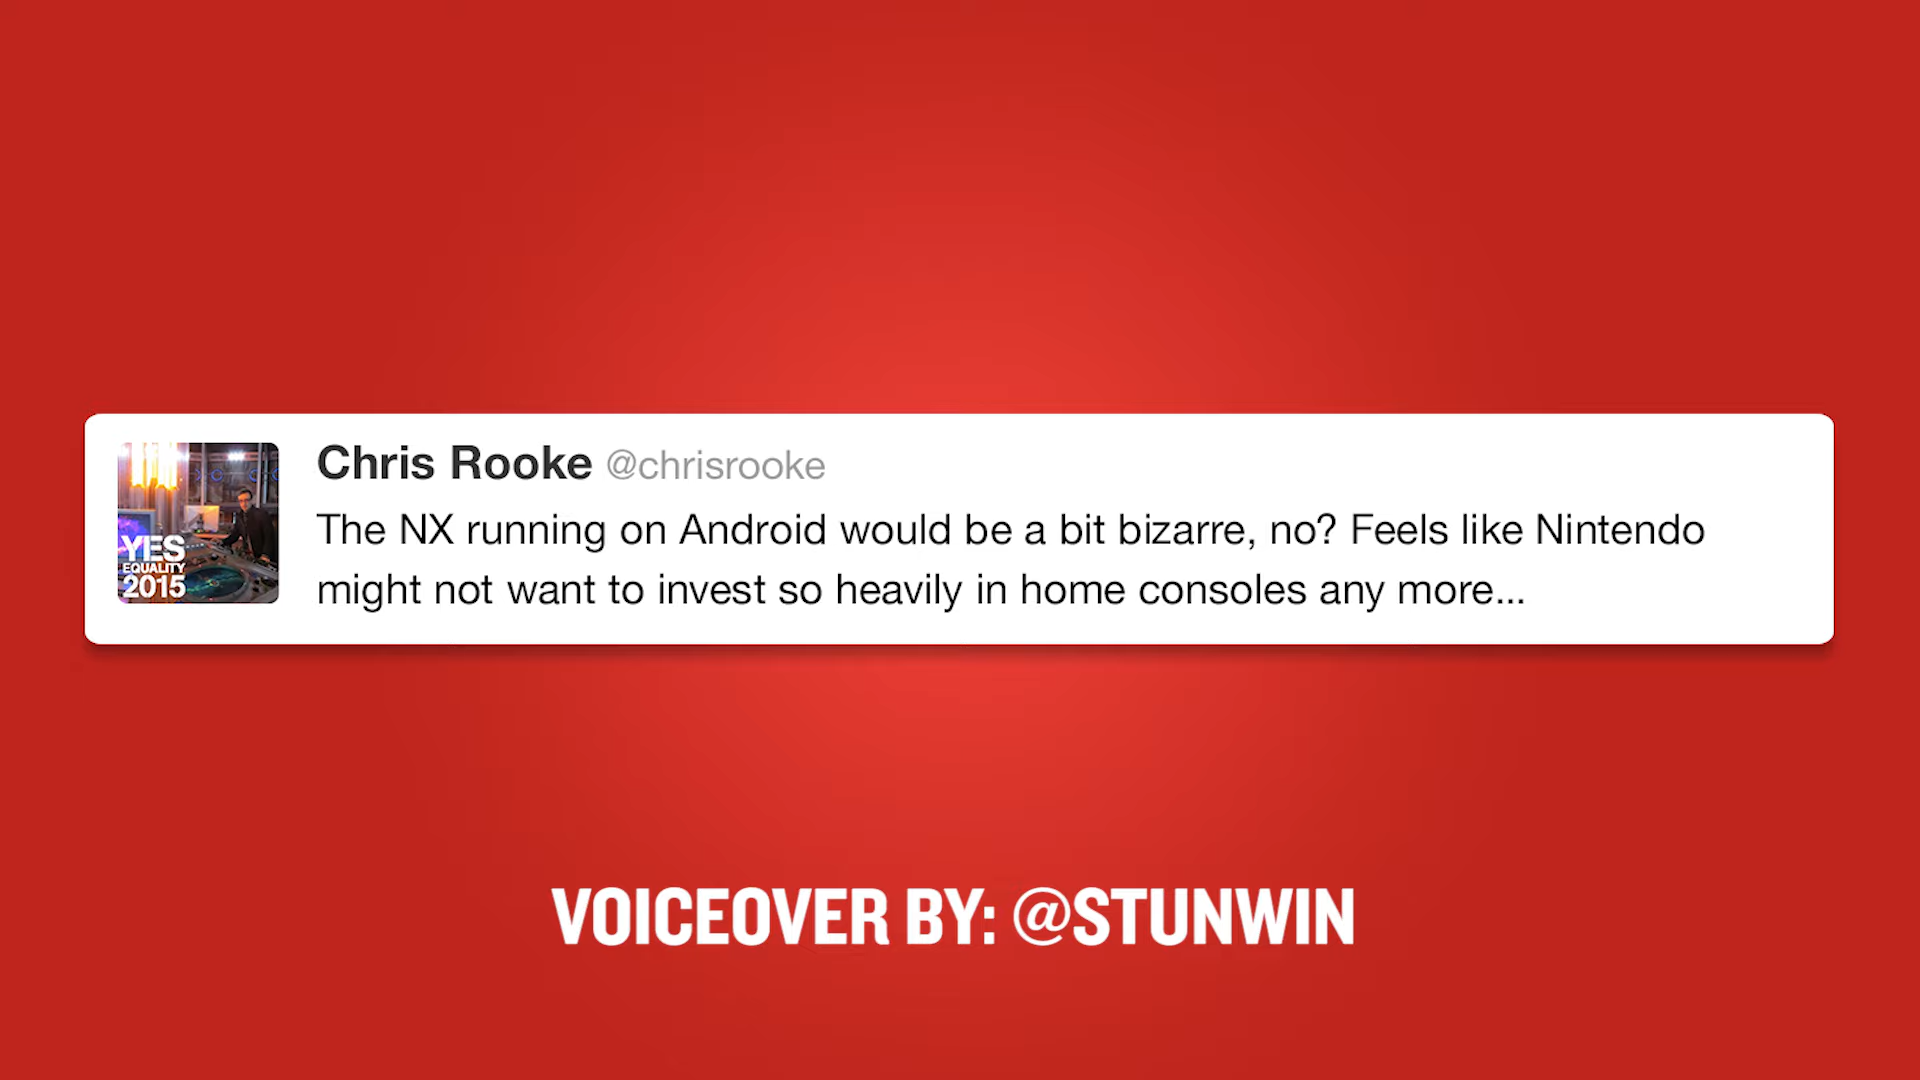 Chris Rooke @chrisrooke
The NX running on Android would be a bit bizarre, no? Feels like Nintendo
might not want to invest so heavily in home consoles any more...
YES
EQUALITY
2015
VOICEOVER BY: @STUNWIN